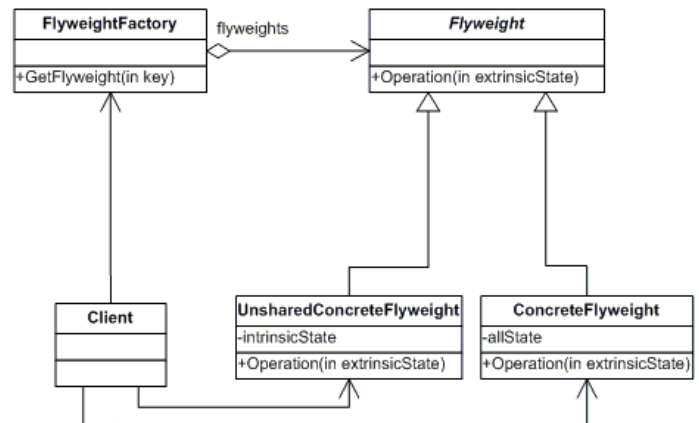 FlyweightFactory
flyweights
Flyweight
+GetFlyweight(in key)
+Operation(in extrinsicState)
Client
UnsharedConcreteFlyweight
-intrinsicState
+Operation(in extrinsicState)
ConcreteFlyweight
-allState
+Operation(in extrinsicState)